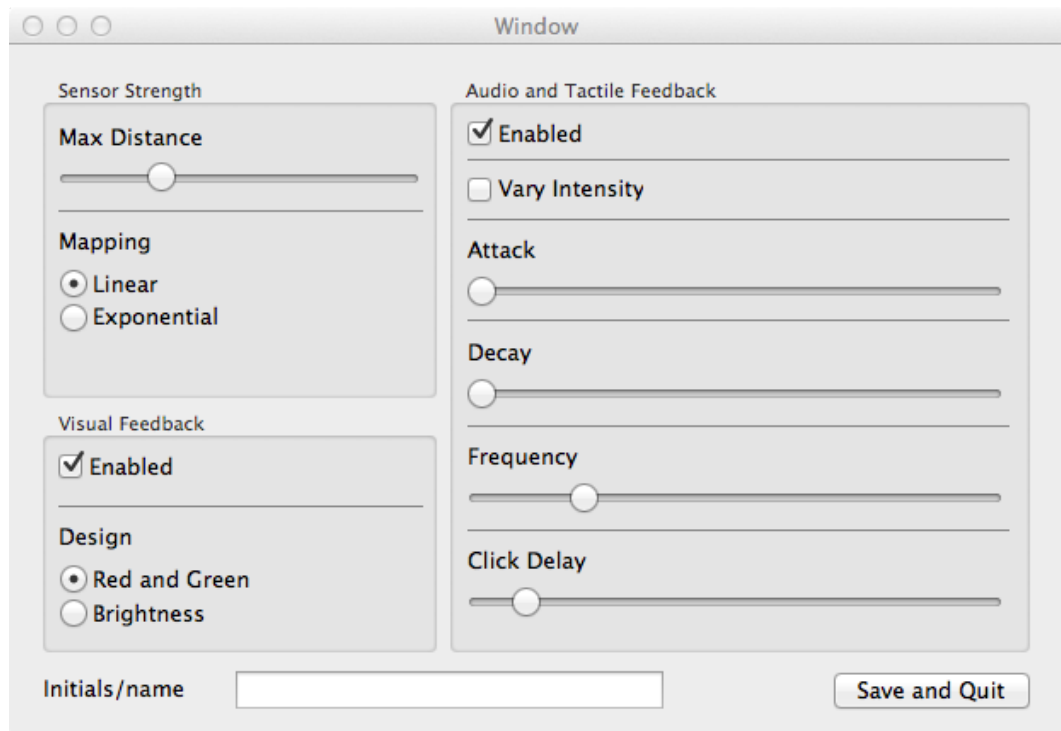 Window
Sensor Strength
Max Distance
Mapping
Linear
Exponential
Visual Feedback
Enabled
Design
Red and Green
Brightness
Audio and Tactile Feedback
Enabled
Vary Intensity
Attack
Decay
Frequency
Click Delay
Initials/name
Save and Quit